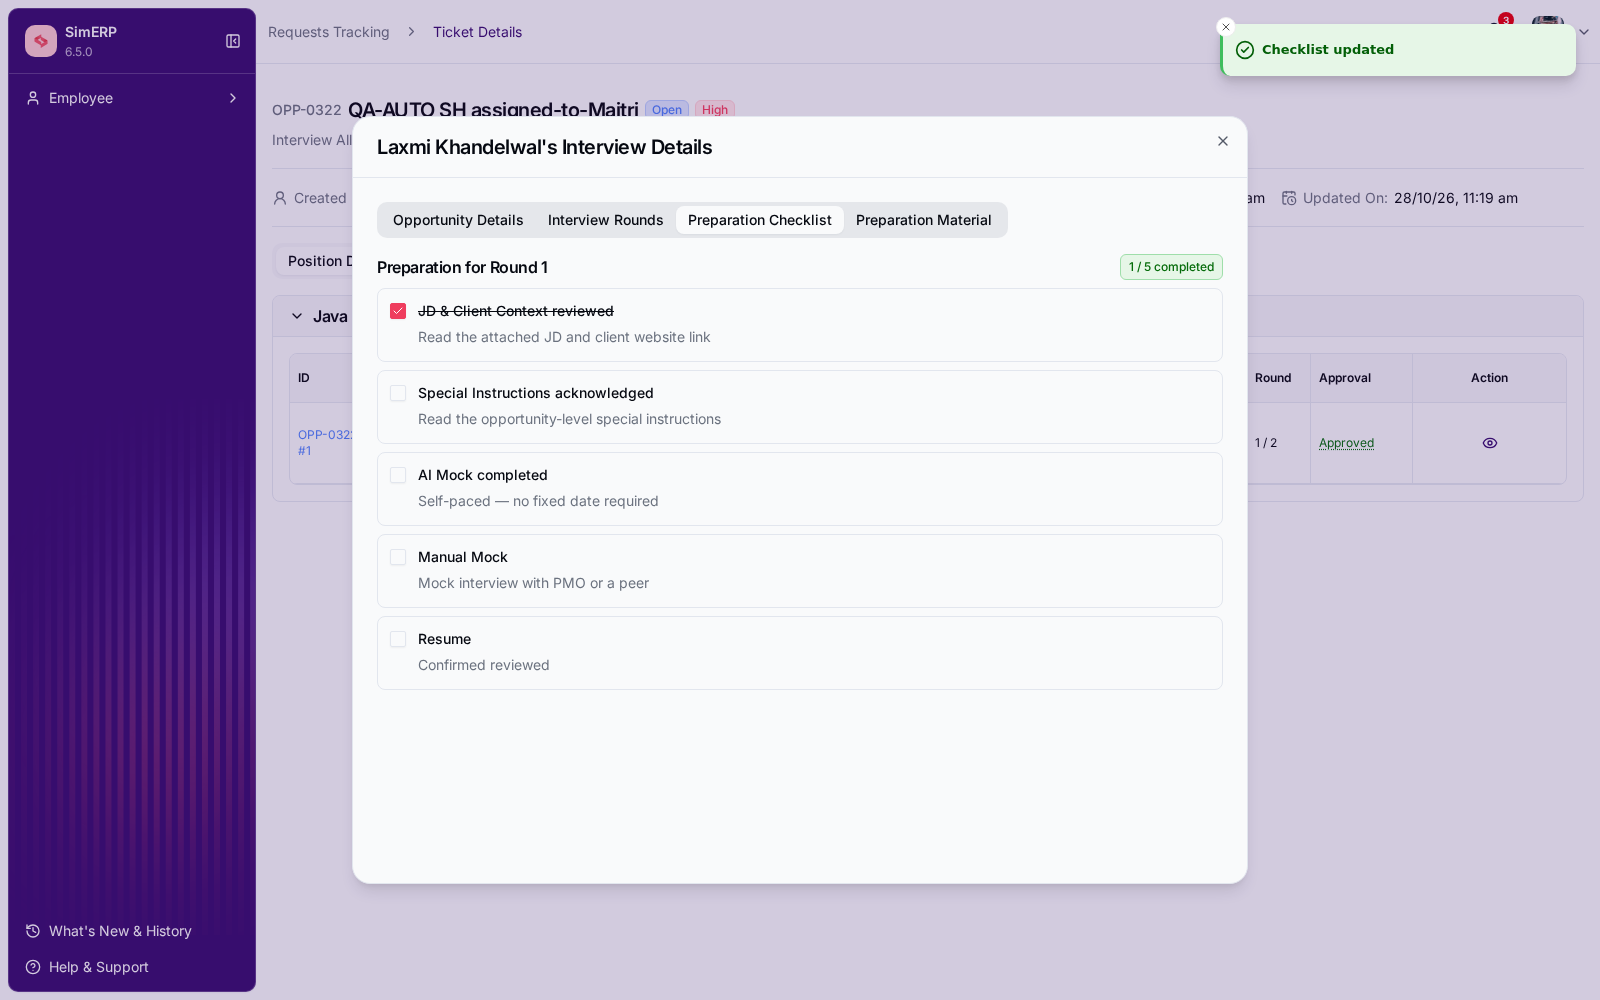 SimERP
6.5.0
Employee
What's New & History
Help & Support
Requests Tracking
Ticket Details
3
Checklist updated
OPP-0322 QA-AUTO SH assigned-to-Maitri Open High
Interview All
Created
am Updated On: 28/10/26, 11:19 am
Position D
Java
ID
Round Approval Action
OPP-0322
#1
1 / 2 Approved
Laxmi Khandelwal's Interview Details
Opportunity Details Interview Rounds Preparation Checklist Preparation Material
Preparation for Round 1
1 / 5 completed
JD & Client Context reviewed
Read the attached JD and client website link
Special Instructions acknowledged
Read the opportunity-level special instructions
AI Mock completed
Self-paced — no fixed date required
Manual Mock
Mock interview with PMO or a peer
Resume
Confirmed reviewed